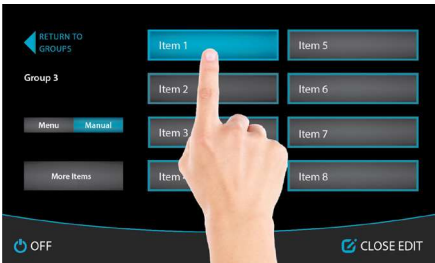 RETURN TO
GROUPS
Group 3
Menu Manual
More Items
Item 1
Item 2
Item 3
Item
Item 5
Item 6
Item 7
Item 8
OFF
CLOSE EDIT